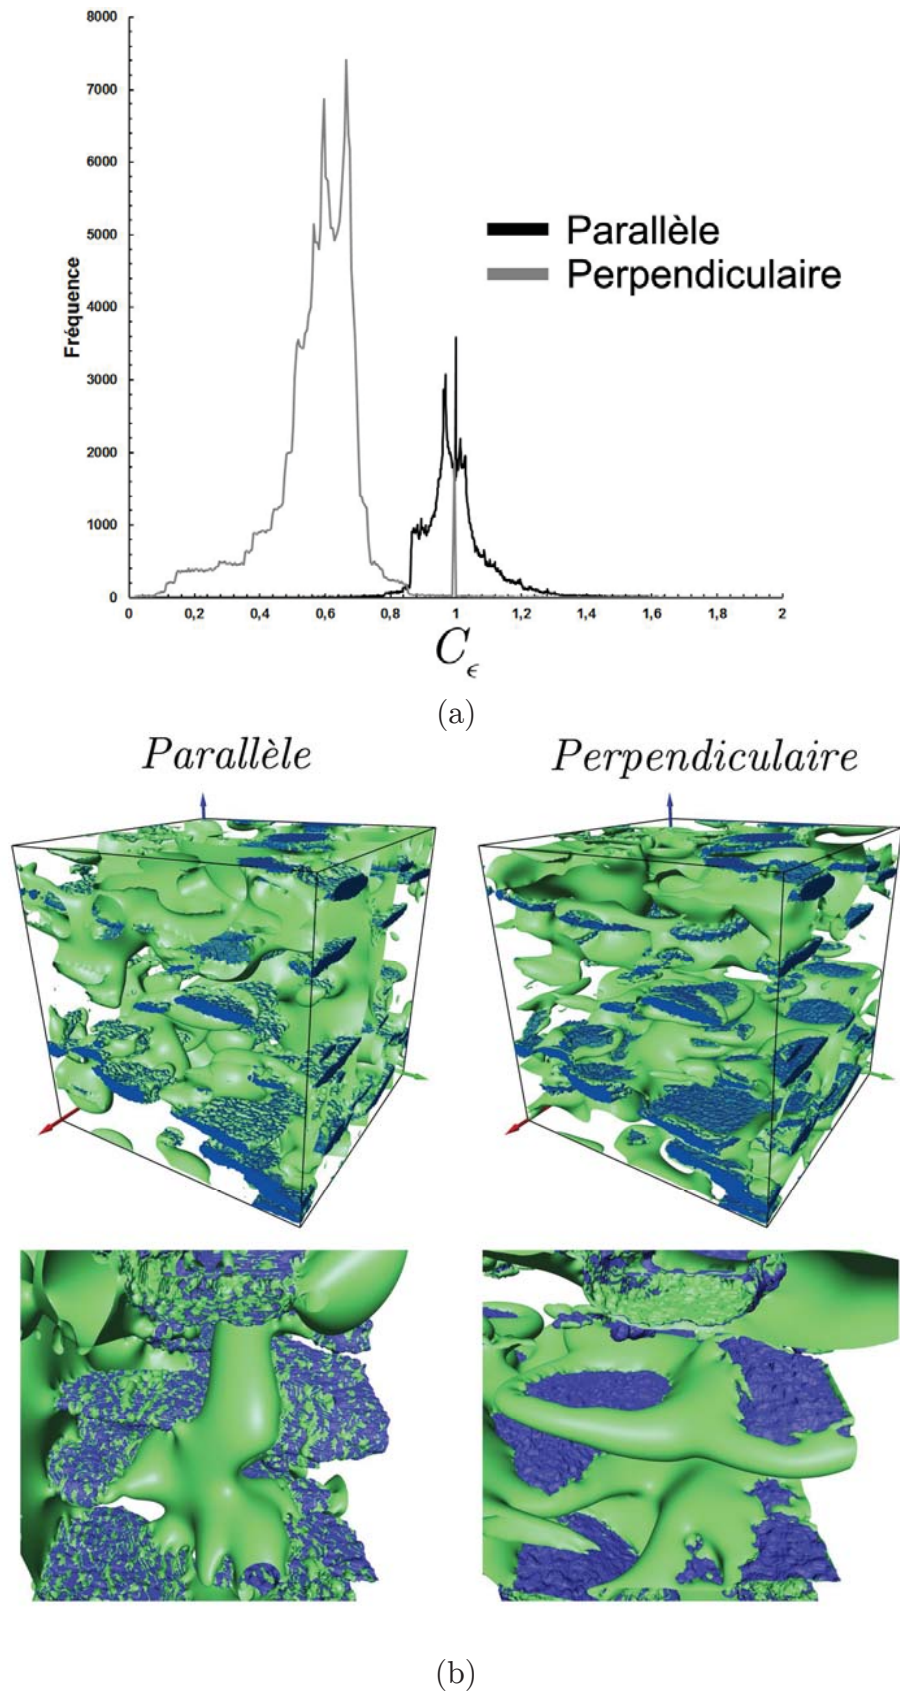 8000
7000
6000
5000
4000
3000
2000
1000
0
Fréquence
Parallèle
Perpendiculaire
0 0,2 0,4 0,6 0,8 1 1,2 1,4 1,6 1,8 2
Cϵ
(a)
Parallèle Perpendiculaire
(b)